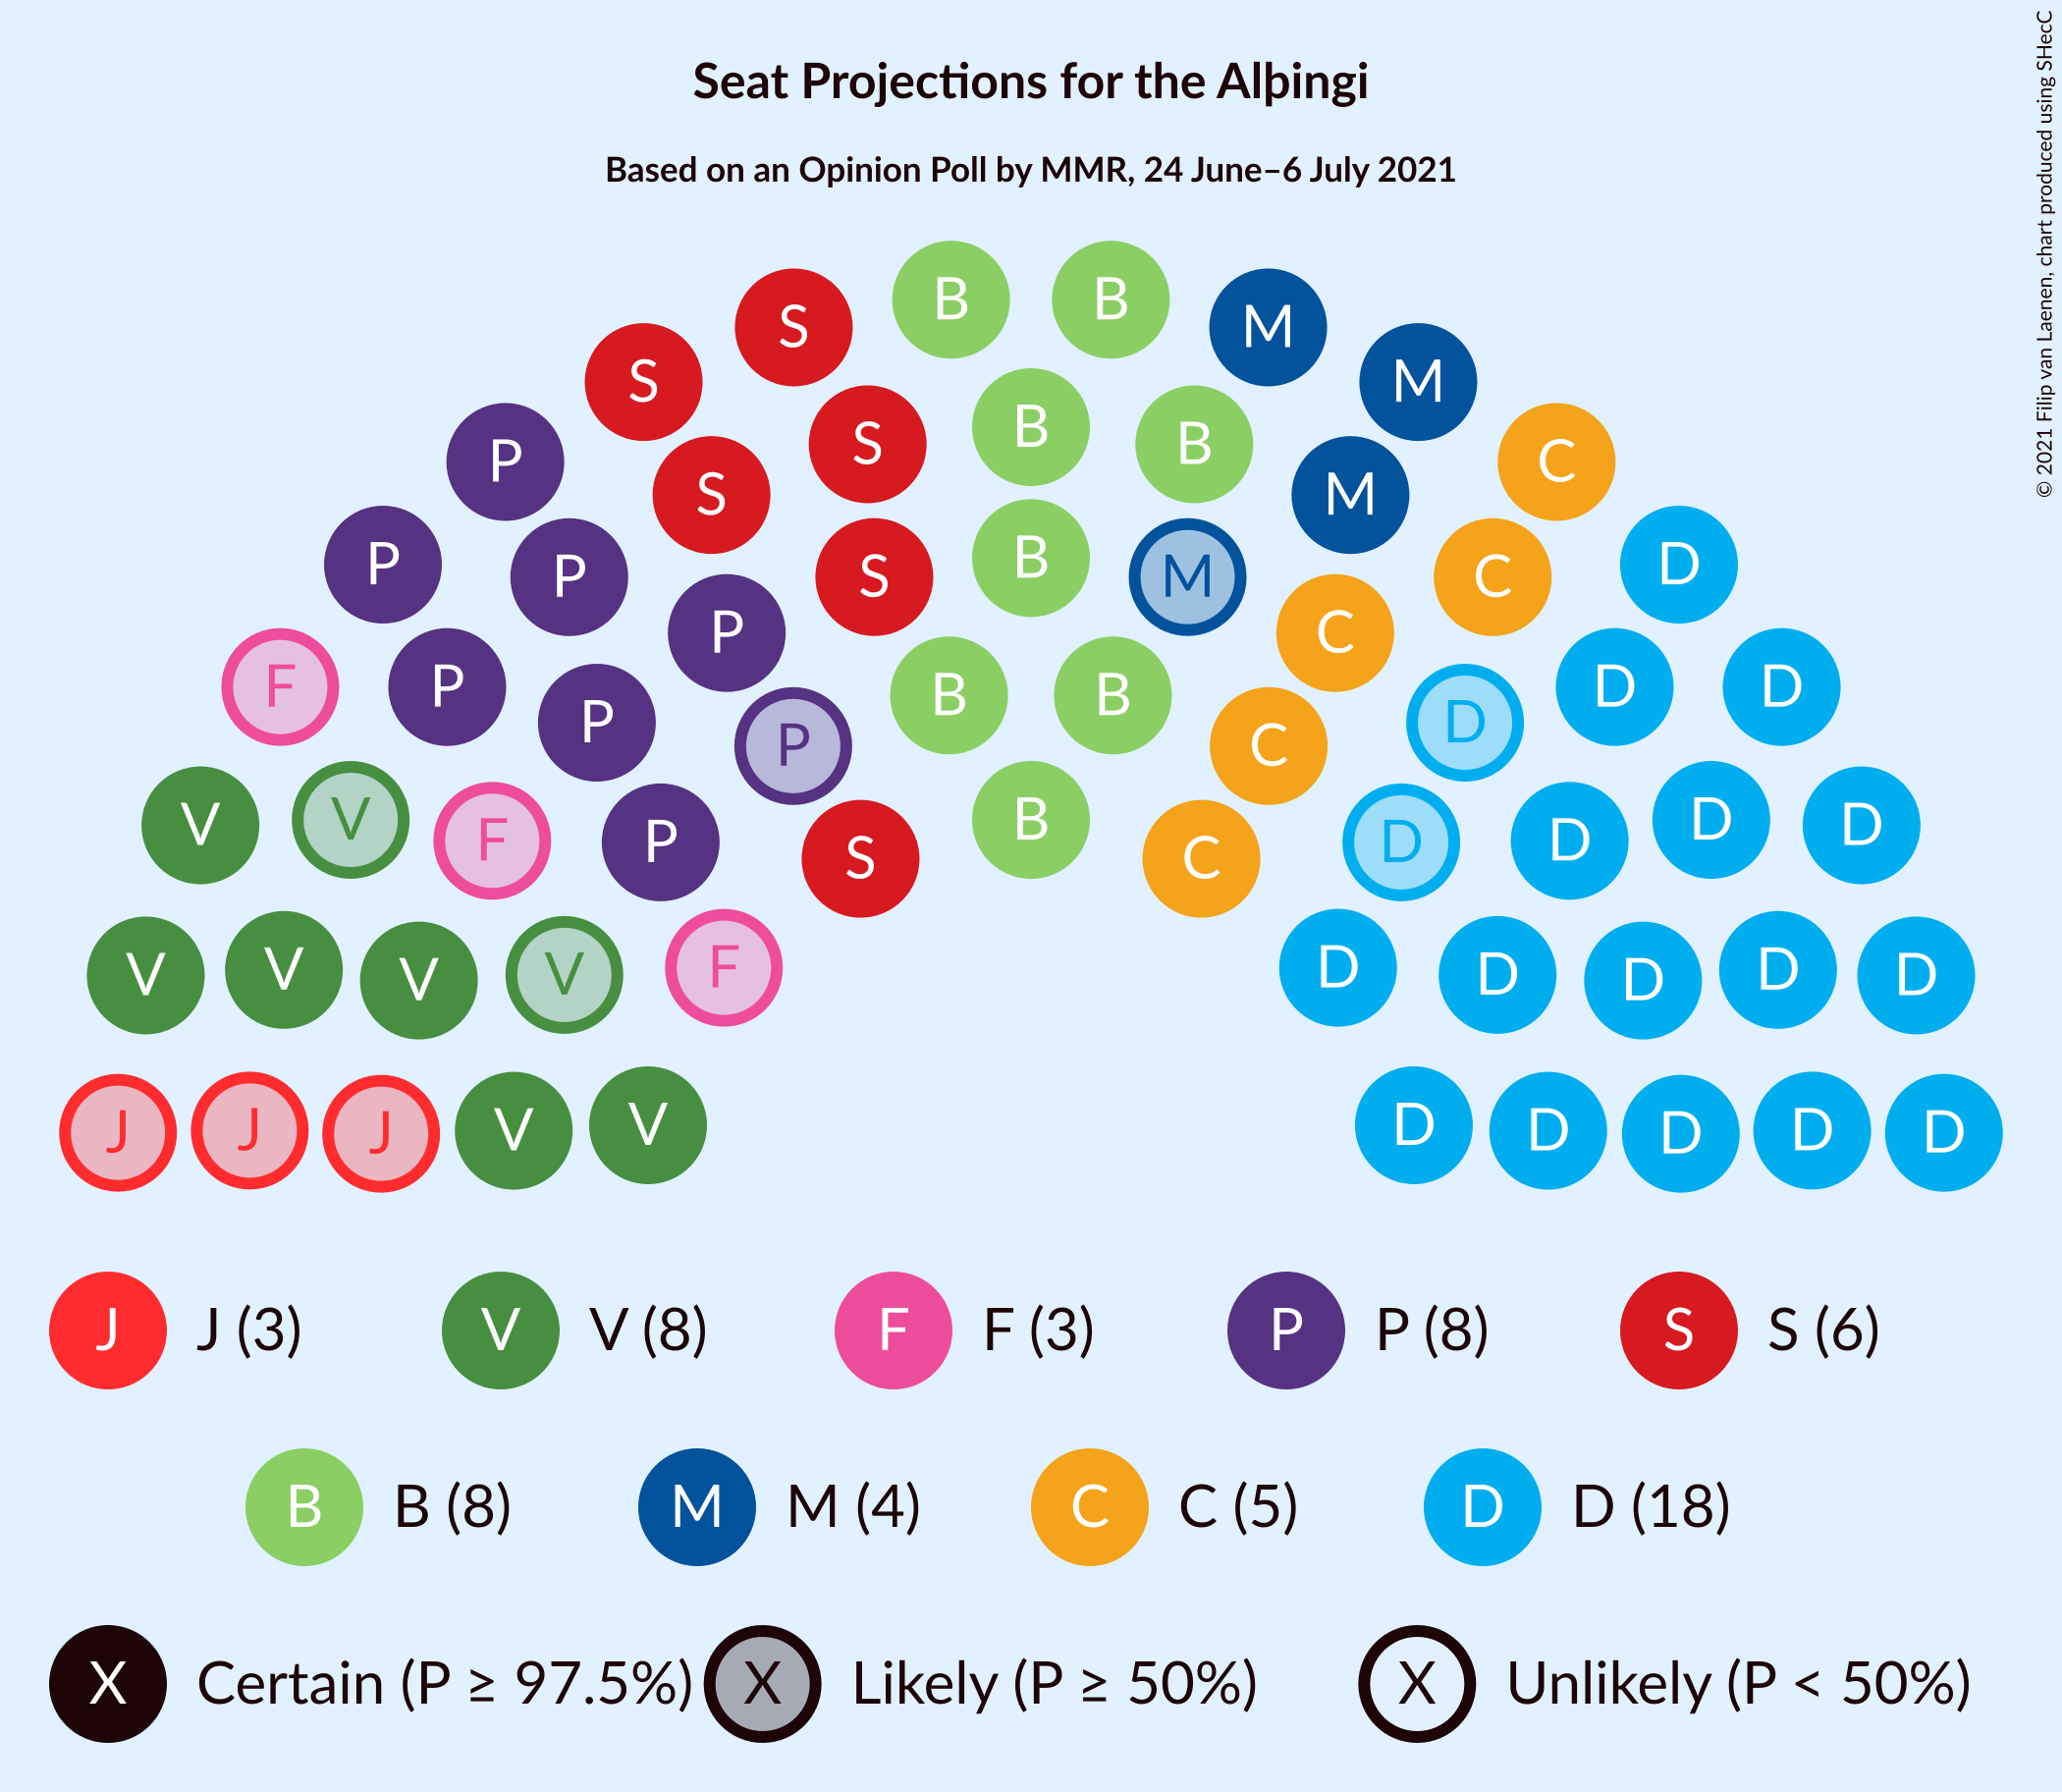 Seat Projections for the Alþingi
Based on an Opinion Poll by MMR, 24 June–6 July 2021
© 2021 Filip van Laenen, chart produced using SHecC
B B
S M
S M
S B B
P C
S M
P B D
P S M C
P C
F P B B D D
P D
P C
V V F P S B C D D D D
V V V V F D D D D D
J J J V V D D D D D
J J (3) V V (8) F F (3) P P (8) S S (6)
B B (8) M M (4) C C (5) D D (18)
X Certain (P ≥ 97.5%) X Likely (P ≥ 50%) X Unlikely (P < 50%)